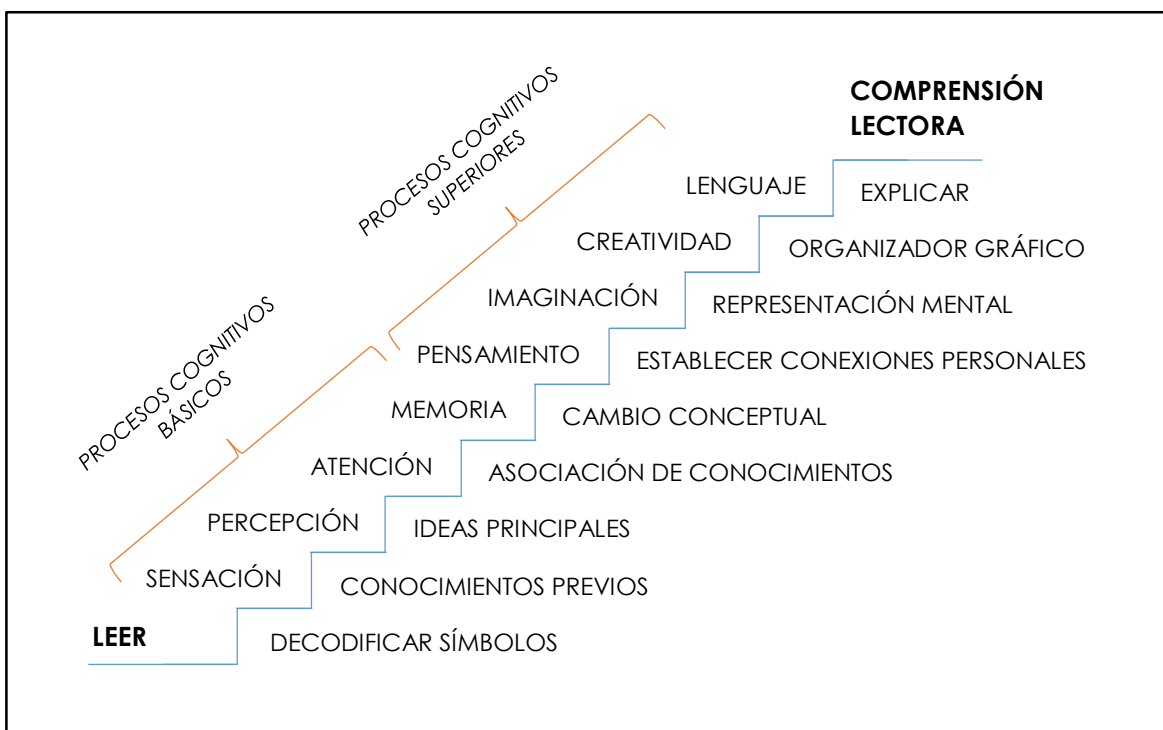 COMPRENSIÓN
LECTORA
PROCESOS COGNITIVOS
SUPERIORES
LENGUAJE
EXPLICAR
CREATIVIDAD
ORGANIZADOR GRÁFICO
IMAGINACIÓN
REPRESENTACIÓN MENTAL
PROCESOS COGNITIVOS
BÁSICOS
PENSAMIENTO
ESTABLECER CONEXIONES PERSONALES
MEMORIA
CAMBIO CONCEPTUAL
ATENCIÓN
ASOCIACIÓN DE CONOCIMIENTOS
PERCEPCIÓN
IDEAS PRINCIPALES
SENSACIÓN
CONOCIMIENTOS PREVIOS
LEER
DECODIFICAR SÍMBOLOS